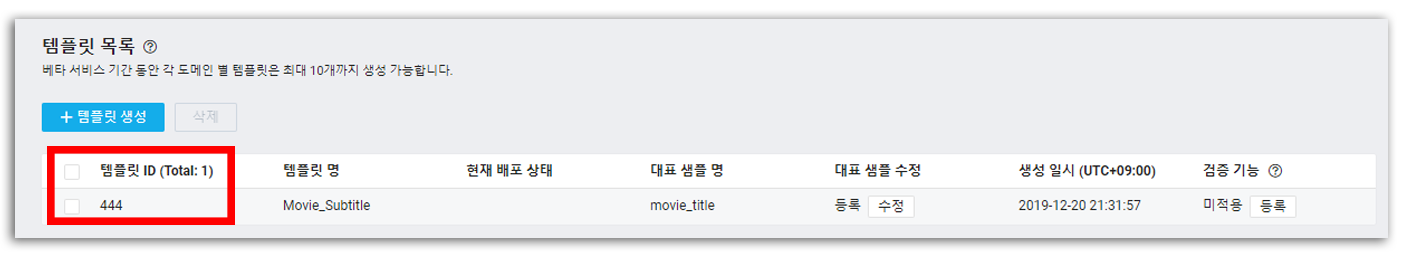 템플릿 목록
베타 서비스 기간 동안 각 도메인 별 템플릿은 최대 10개까지 생성 가능합니다.
+ 템플릿 생성 삭제
템플릿 ID (Total: 1) 템플릿 명 현재 배포 상태 대표 샘플 명 대표 샘플 수정 생성 일시 (UTC+09:00) 검증 기능
444 Movie_Subtitle movie_title 등록 수정 2019-12-20 21:31:57 미적용 등록